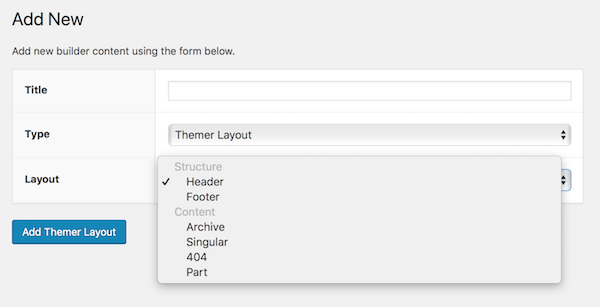 Add New
Add new builder content using the form below.
Title
Type Themer Layout
Structure
Layout ✓ Header
Footer
Content
Archive
Singular
Add Themer Layout 404
Part